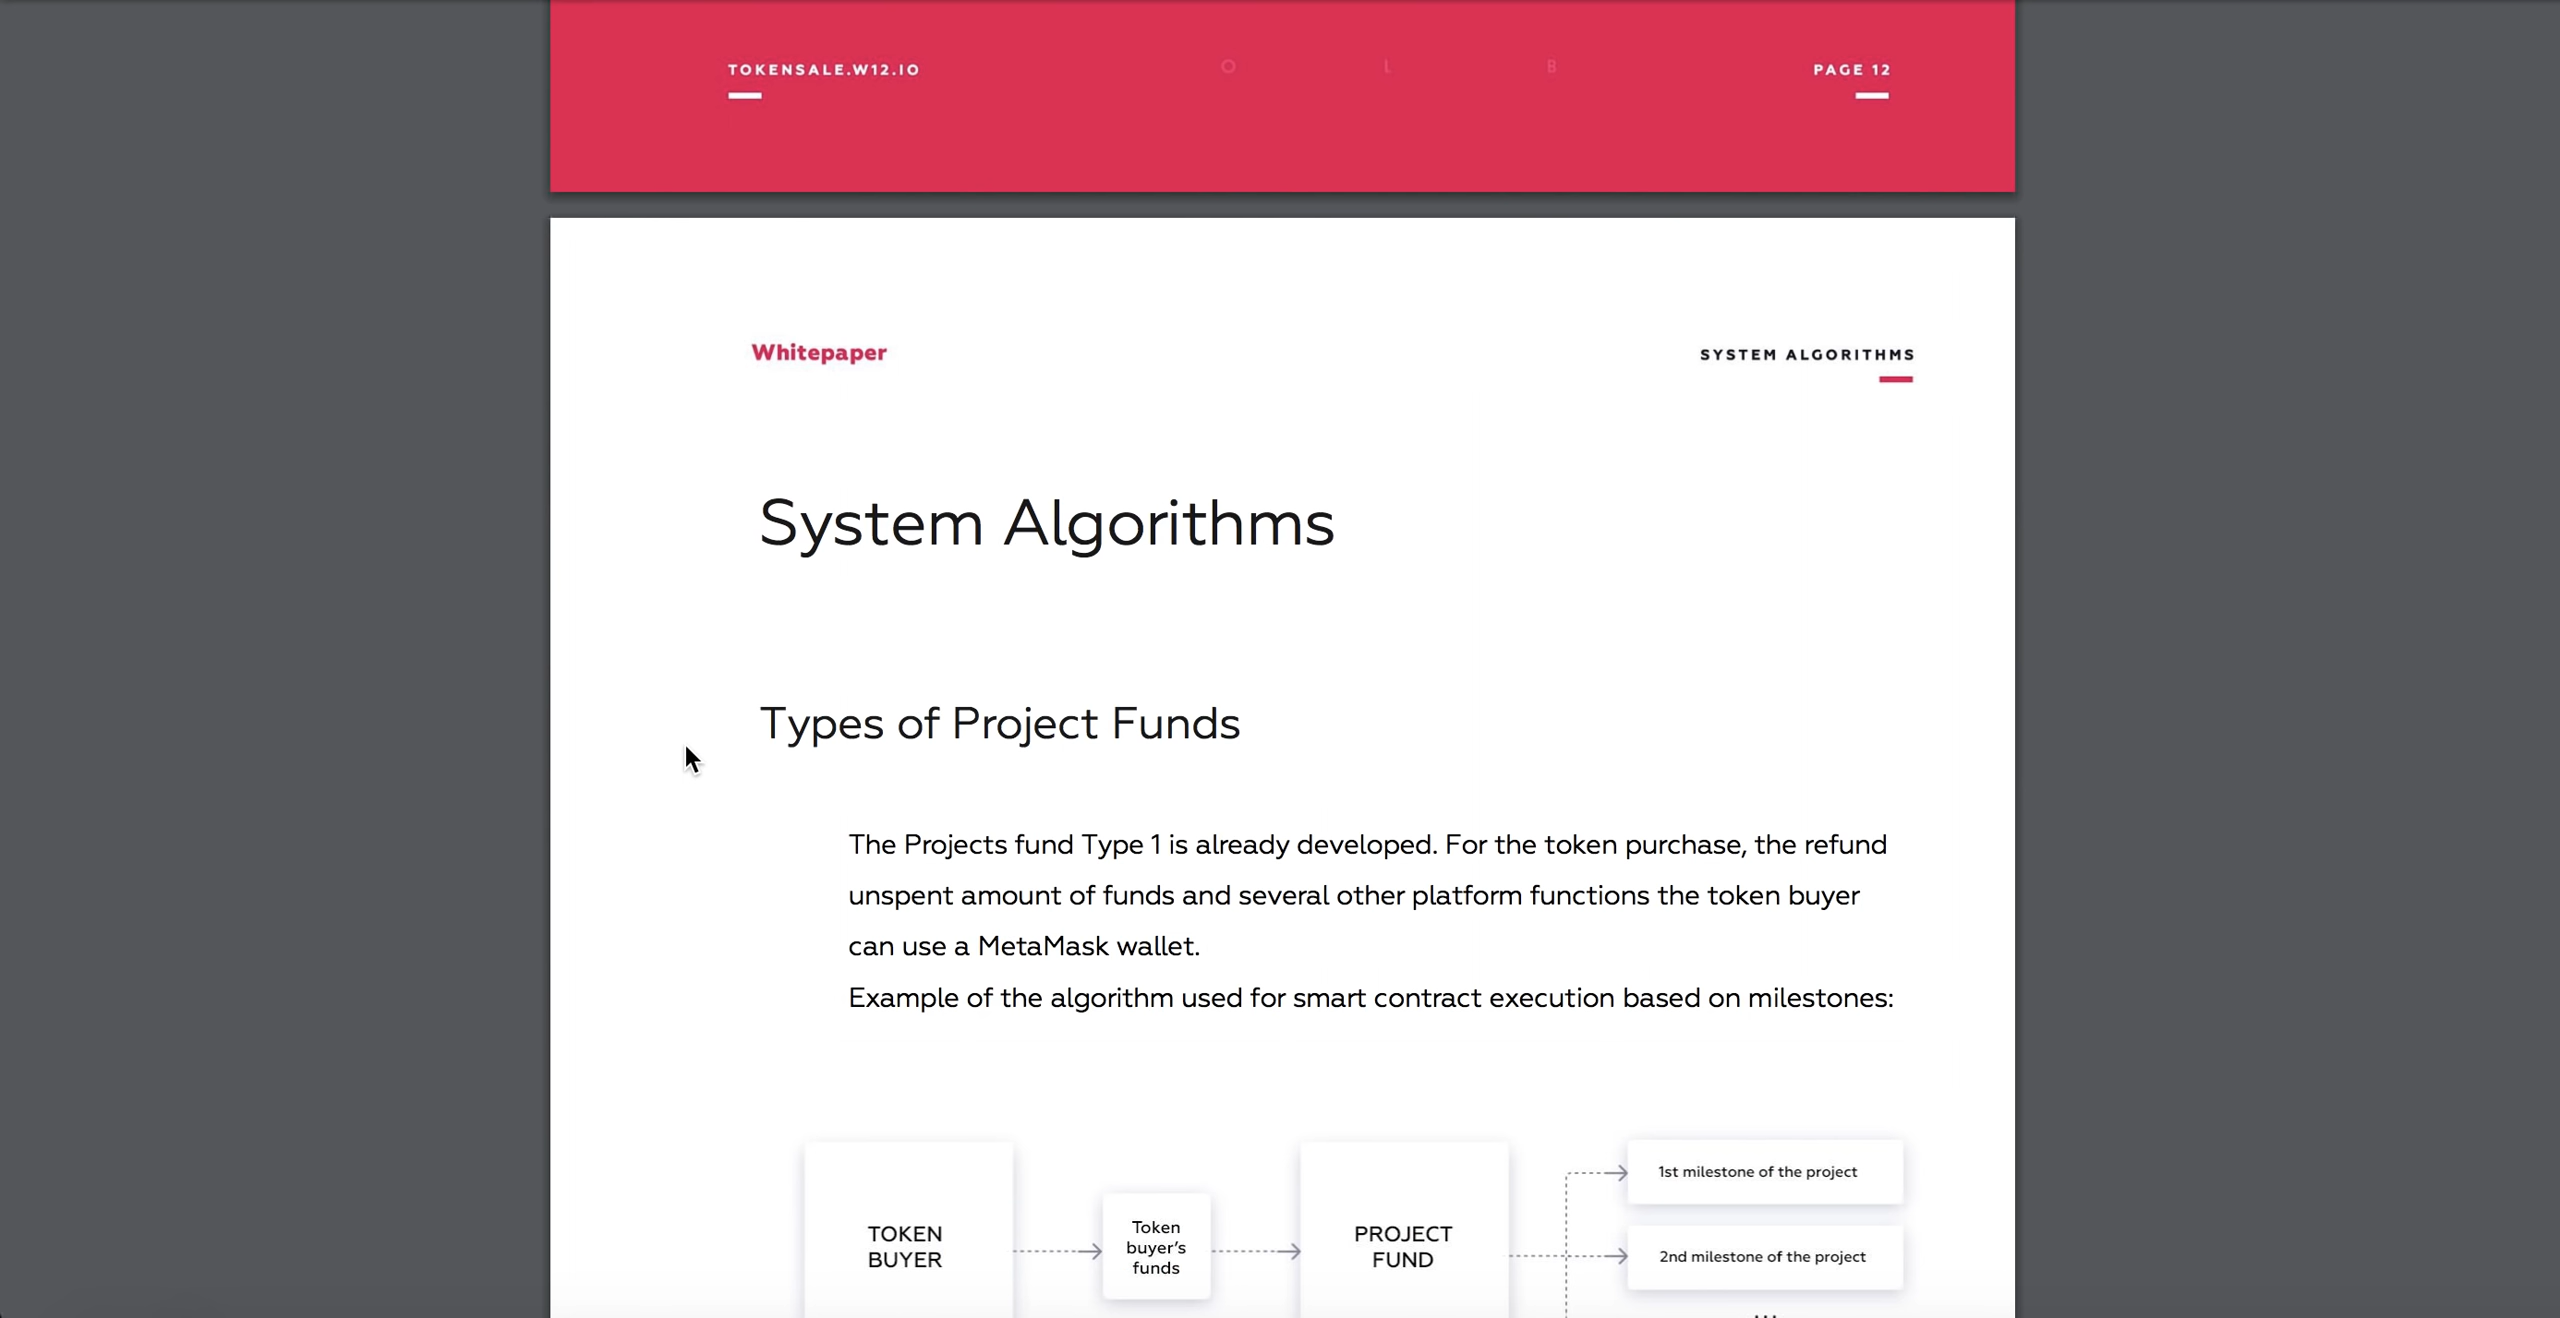 TOKENSALE.W12.IO
O L B
PAGE 12
Whitepaper
SYSTEM ALGORITHMS
System Algorithms
Types of Project Funds
The Projects fund Type 1 is already developed. For the token purchase, the refund
unspent amount of funds and several other platform functions the token buyer
can use a MetaMask wallet.
Example of the algorithm used for smart contract execution based on milestones:
TOKEN
BUYER
Token
buyer's
funds
PROJECT
FUND
1st milestone of the project
2nd milestone of the project
...